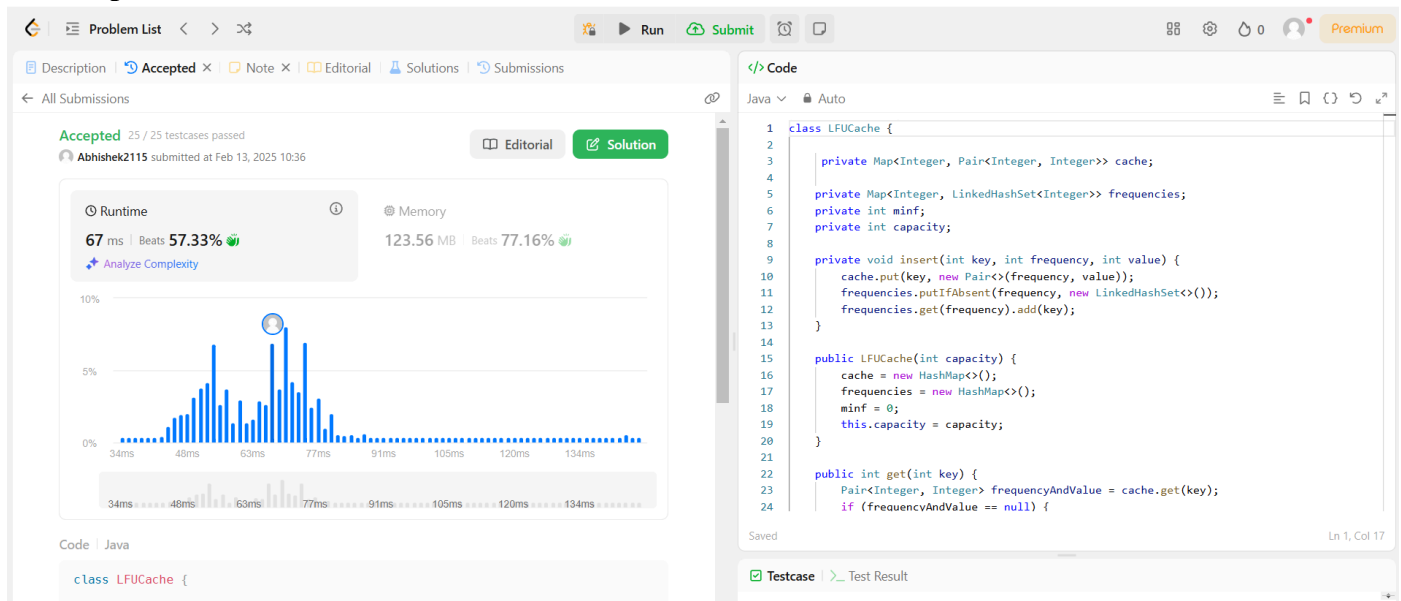 Problem List
Run
Submit
0
Premium
Description
Accepted
Note
Editorial
Solutions
Submissions
All Submissions
Accepted 25 / 25 testcases passed
Abhishek2115 submitted at Feb 13, 2025 10:36
Editorial
Solution
Runtime
67 ms Beats 57.33%
Analyze Complexity
Memory
123.56 MB Beats 77.16%
10%
5%
0%
34ms 48ms 63ms 77ms 91ms 105ms 120ms 134ms
34ms 48ms 63ms 77ms 91ms 105ms 120ms 134ms
Code Java
class LFUCache {
</> Code
Java Auto
1 class LFUCache {
2
3 private Map<Integer, Pair<Integer, Integer>> cache;
4
5 private Map<Integer, LinkedHashSet<Integer>> frequencies;
6 private int minf;
7 private int capacity;
8
9 private void insert(int key, int frequency, int value) {
10 cache.put(key, new Pair<>(frequency, value));
11 frequencies.putIfAbsent(frequency, new LinkedHashSet<>());
12 frequencies.get(frequency).add(key);
13 }
14
15 public LFUCache(int capacity) {
16 cache = new HashMap<>();
17 frequencies = new HashMap<>();
18 minf = 0;
19 this.capacity = capacity;
20 }
21
22 public int get(int key) {
23 Pair<Integer, Integer> frequencyAndValue = cache.get(key);
24 if (frequencyAndValue == null) {
Saved
Ln 1, Col 17
Testcase
>_ Test Result